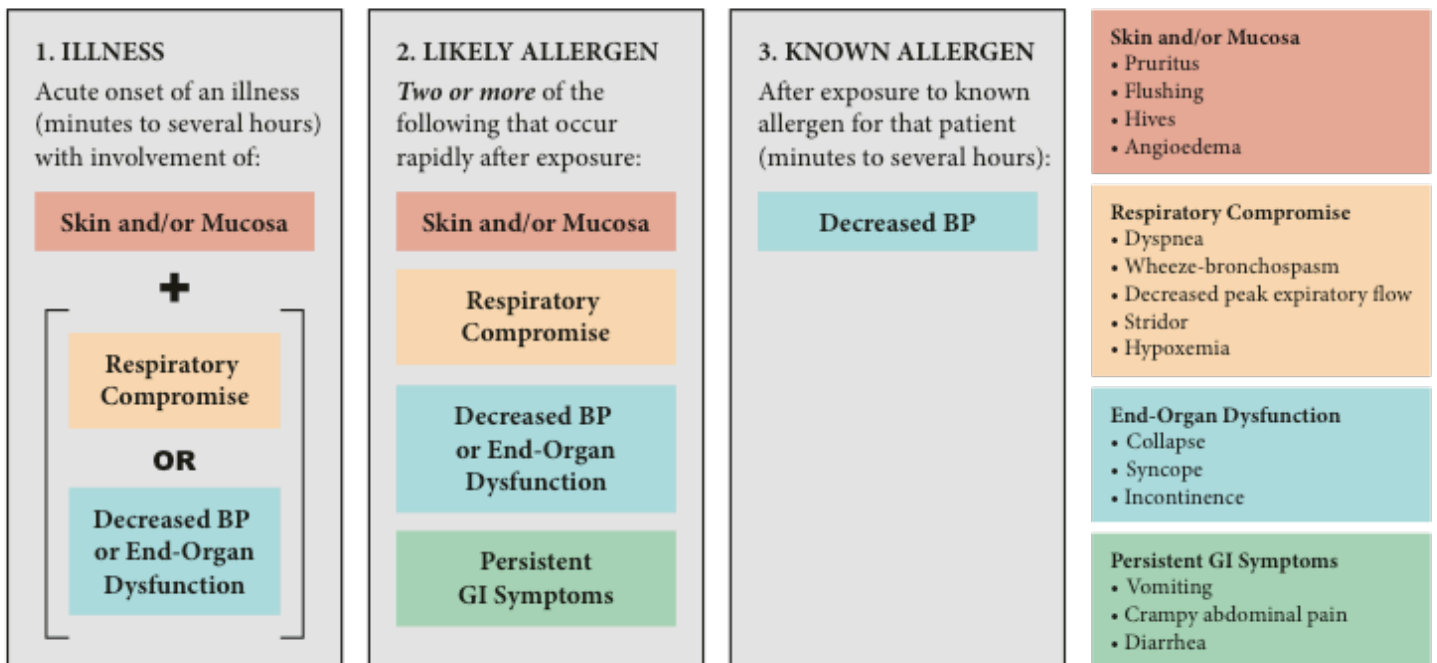 1. ILLNESS
Acute onset of an illness
(minutes to several hours)
with involvement of:
Skin and/or Mucosa
+
Respiratory
Compromise
OR
Decreased BP
or End-Organ
Dysfunction
2. LIKELY ALLERGEN
Two or more of the
following that occur
rapidly after exposure:
Skin and/or Mucosa
Respiratory
Compromise
Decreased BP
or End-Organ
Dysfunction
Persistent
GI Symptoms
3. KNOWN ALLERGEN
After exposure to known
allergen for that patient
(minutes to several hours):
Decreased BP
Skin and/or Mucosa
• Pruritus
• Flushing
• Hives
• Angioedema
Respiratory Compromise
• Dyspnea
• Wheeze-bronchospasm
• Decreased peak expiratory flow
• Stridor
• Hypoxemia
End-Organ Dysfunction
• Collapse
• Syncope
• Incontinence
Persistent GI Symptoms
• Vomiting
• Crampy abdominal pain
• Diarrhea